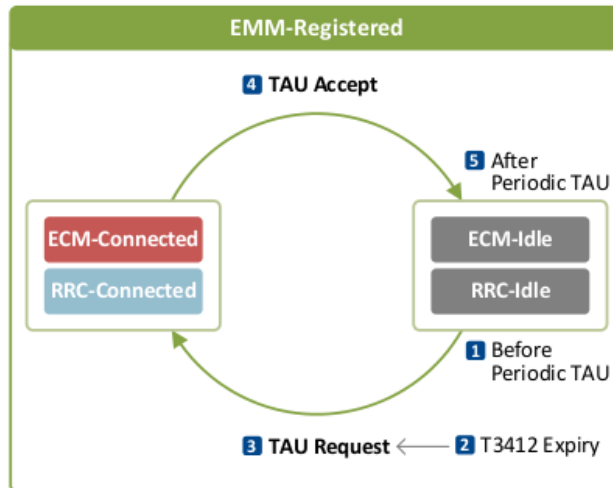 EMM-Registered
4 TAU Accept
5 After
Periodic TAU
ECM-Connected
RRC-Connected
ECM-Idle
RRC-Idle
1 Before
Periodic TAU
3 TAU Request
2 T3412 Expiry